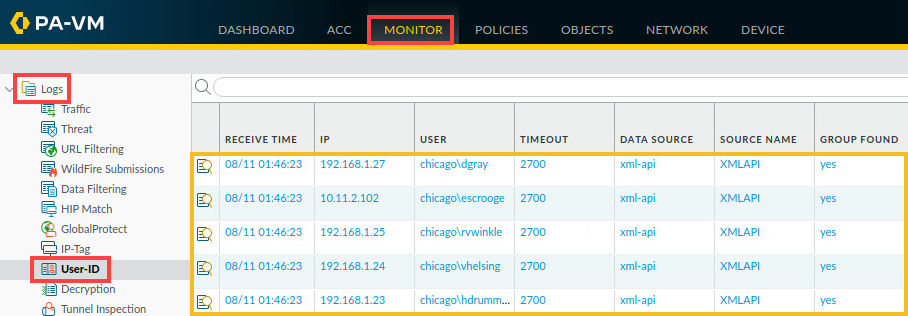 PA-VM
DASHBOARD ACC MONITOR POLICIES OBJECTS NETWORK DEVICE
Logs
Traffic
Threat
URL Filtering
WildFire Submissions
Data Filtering
HIP Match
GlobalProtect
IP-Tag
User-ID
Decryption
Tunnel Inspection
RECEIVE TIME IP USER TIMEOUT DATA SOURCE SOURCE NAME GROUP FOUND
08/11 01:46:23 192.168.1.27 chicago\dgray 2700 xml-api XMLAPI yes
08/11 01:46:23 10.11.2.102 chicago\escrooge 2700 xml-api XMLAPI yes
08/11 01:46:23 192.168.1.25 chicago\rvwinkle 2700 xml-api XMLAPI yes
08/11 01:46:23 192.168.1.24 chicago\vhelsing 2700 xml-api XMLAPI yes
08/11 01:46:23 192.168.1.23 chicago\hdrumm... 2700 xml-api XMLAPI yes